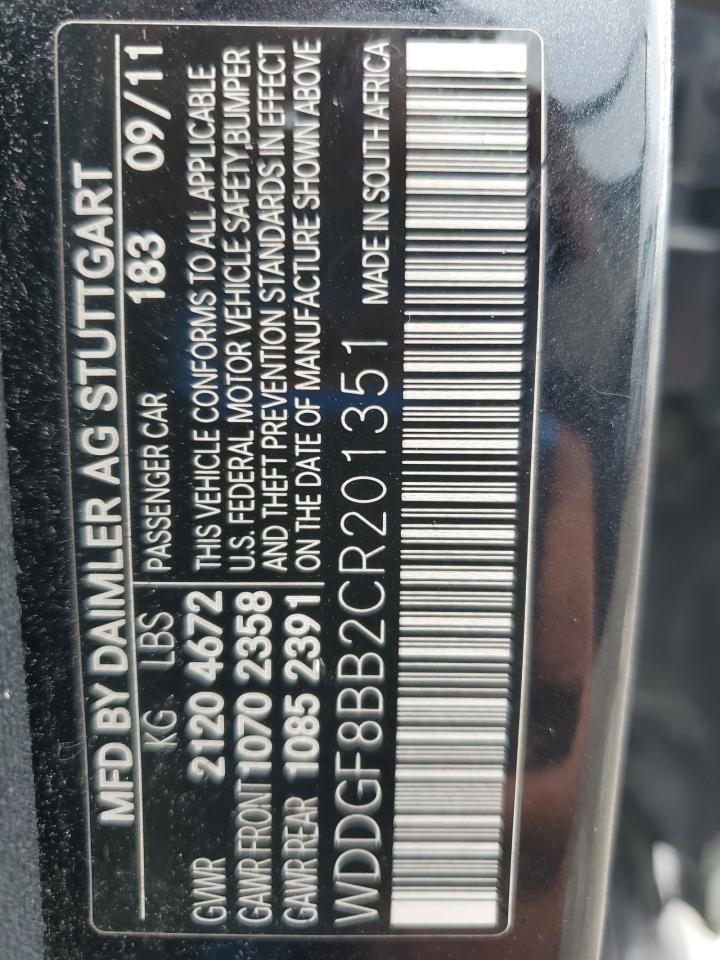 MFD BY DAIMLER AG STUTTGART
KG LBS PASSENGER CAR 183 09/11
GVWR 2120 4672 THIS VEHICLE CONFORMS TO ALL APPLICABLE
GAWR FRONT 1070 2358 U.S. FEDERAL MOTOR VEHICLE SAFETY, BUMPER
GAWR REAR 1085 2391 AND THEFT PREVENTION STANDARDS IN EFFECT
ON THE DATE OF MANUFACTURE SHOWN ABOVE
WDDGF8BB2CR201351 MADE IN SOUTH AFRICA